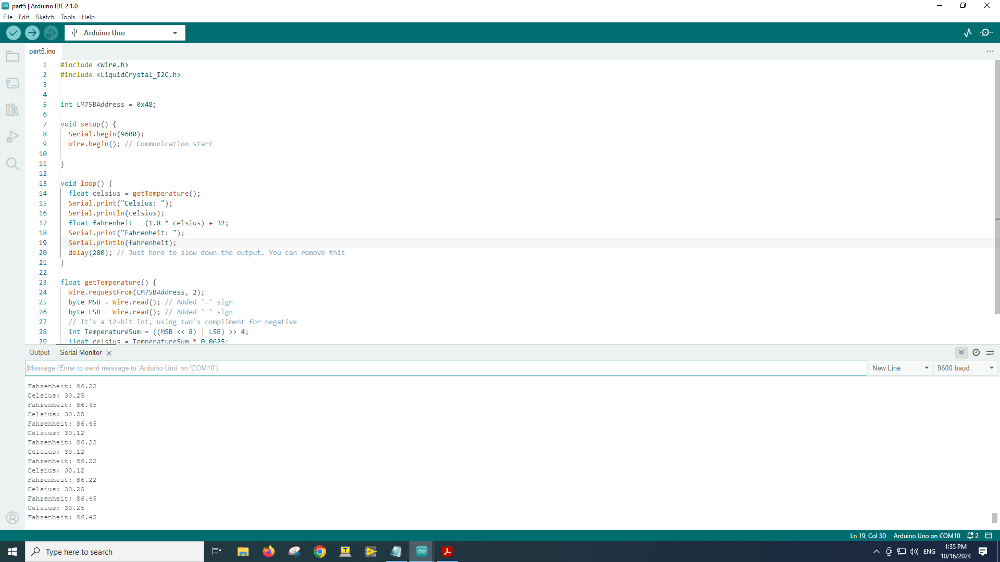 part5 | Arduino IDE 2.1.0
File Edit Sketch Tools Help
Arduino Uno
part5.ino
1 #include <Wire.h>
2 #include <LiquidCrystal_I2C.h>
3
4
5 int LM75BAddress = 0x48;
6
7 void setup() {
8 Serial.begin(9600);
9 Wire.begin(); // Communication start
10
11 }
12
13 void loop() {
14 float celsius = getTemperature();
15 Serial.print("Celsius: ");
16 Serial.println(celsius);
17 float fahrenheit = (1.8 * celsius) + 32;
18 Serial.print("Fahrenheit: ");
19 Serial.println(fahrenheit);
20 delay(200); // Just here to slow down the output. You can remove this
21 }
22
23 float getTemperature() {
24 Wire.requestFrom(LM75BAddress, 2);
25 byte MSB = Wire.read(); // Added '=' sign
26 byte LSB = Wire.read(); // Added '=' sign
27 // It's a 12-bit int, using two's compliment for negative
28 int TemperatureSum = ((MSB << 8) | LSB) >> 4;
29 float celsius = TemperatureSum * 0.0625;
Output Serial Monitor
Message (Enter to send message to 'Arduino Uno' on 'COM10') New Line 9600 baud
Fahrenheit: 86.22
Celsius: 30.25
Fahrenheit: 86.45
Celsius: 30.25
Fahrenheit: 86.45
Celsius: 30.12
Fahrenheit: 86.22
Celsius: 30.12
Fahrenheit: 86.22
Celsius: 30.12
Fahrenheit: 86.22
Celsius: 30.25
Fahrenheit: 86.45
Celsius: 30.25
Fahrenheit: 86.45
Ln 19, Col 30 Arduino Uno on COM10 2
Type here to search
T
20
ENG
1:35 PM
10/16/2024